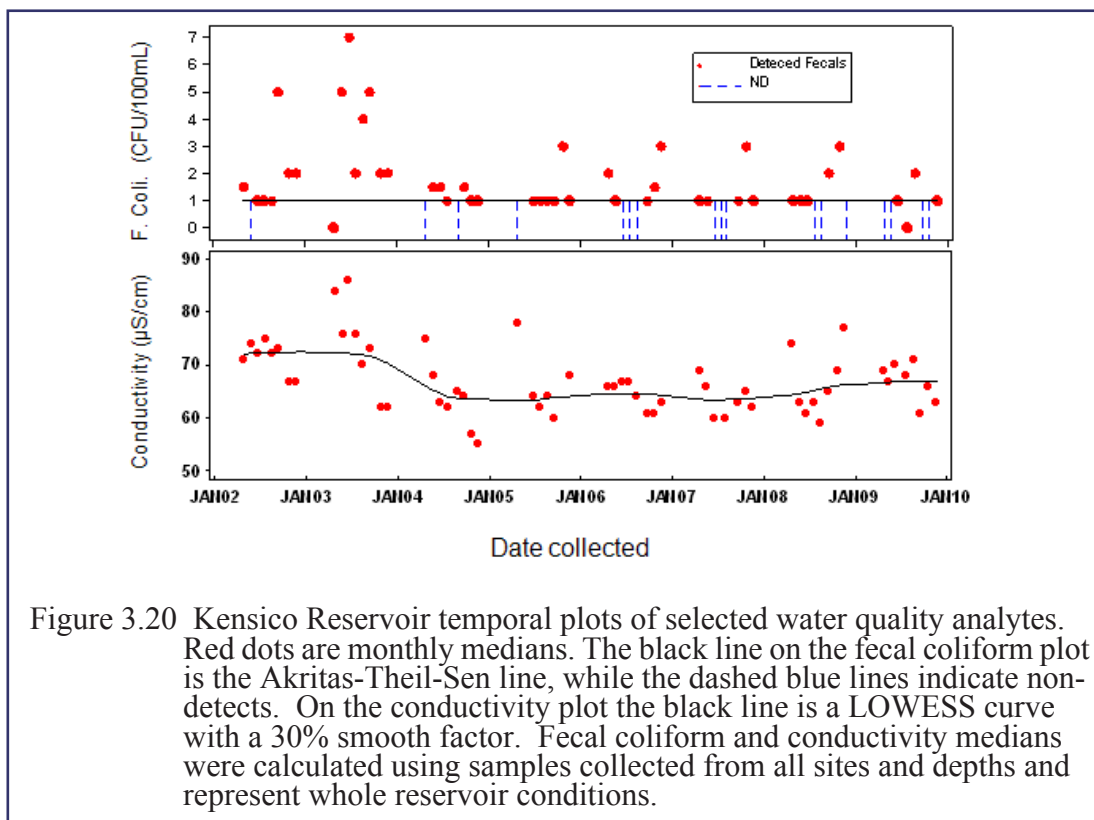 F. Coli. (CFU/100mL)
7
6
5
4
3
2
1
0
Deteced Fecals
ND
Conductivity (µS/cm)
90
80
70
60
50
JAN02 JAN03 JAN04 JAN05 JAN06 JAN07 JAN08 JAN09 JAN10
Date collected
Figure 3.20 Kensico Reservoir temporal plots of selected water quality analytes.
Red dots are monthly medians. The black line on the fecal coliform plot
is the Akritas-Theil-Sen line, while the dashed blue lines indicate non-
detects. On the conductivity plot the black line is a LOWESS curve
with a 30% smooth factor. Fecal coliform and conductivity medians
were calculated using samples collected from all sites and depths and
represent whole reservoir conditions.